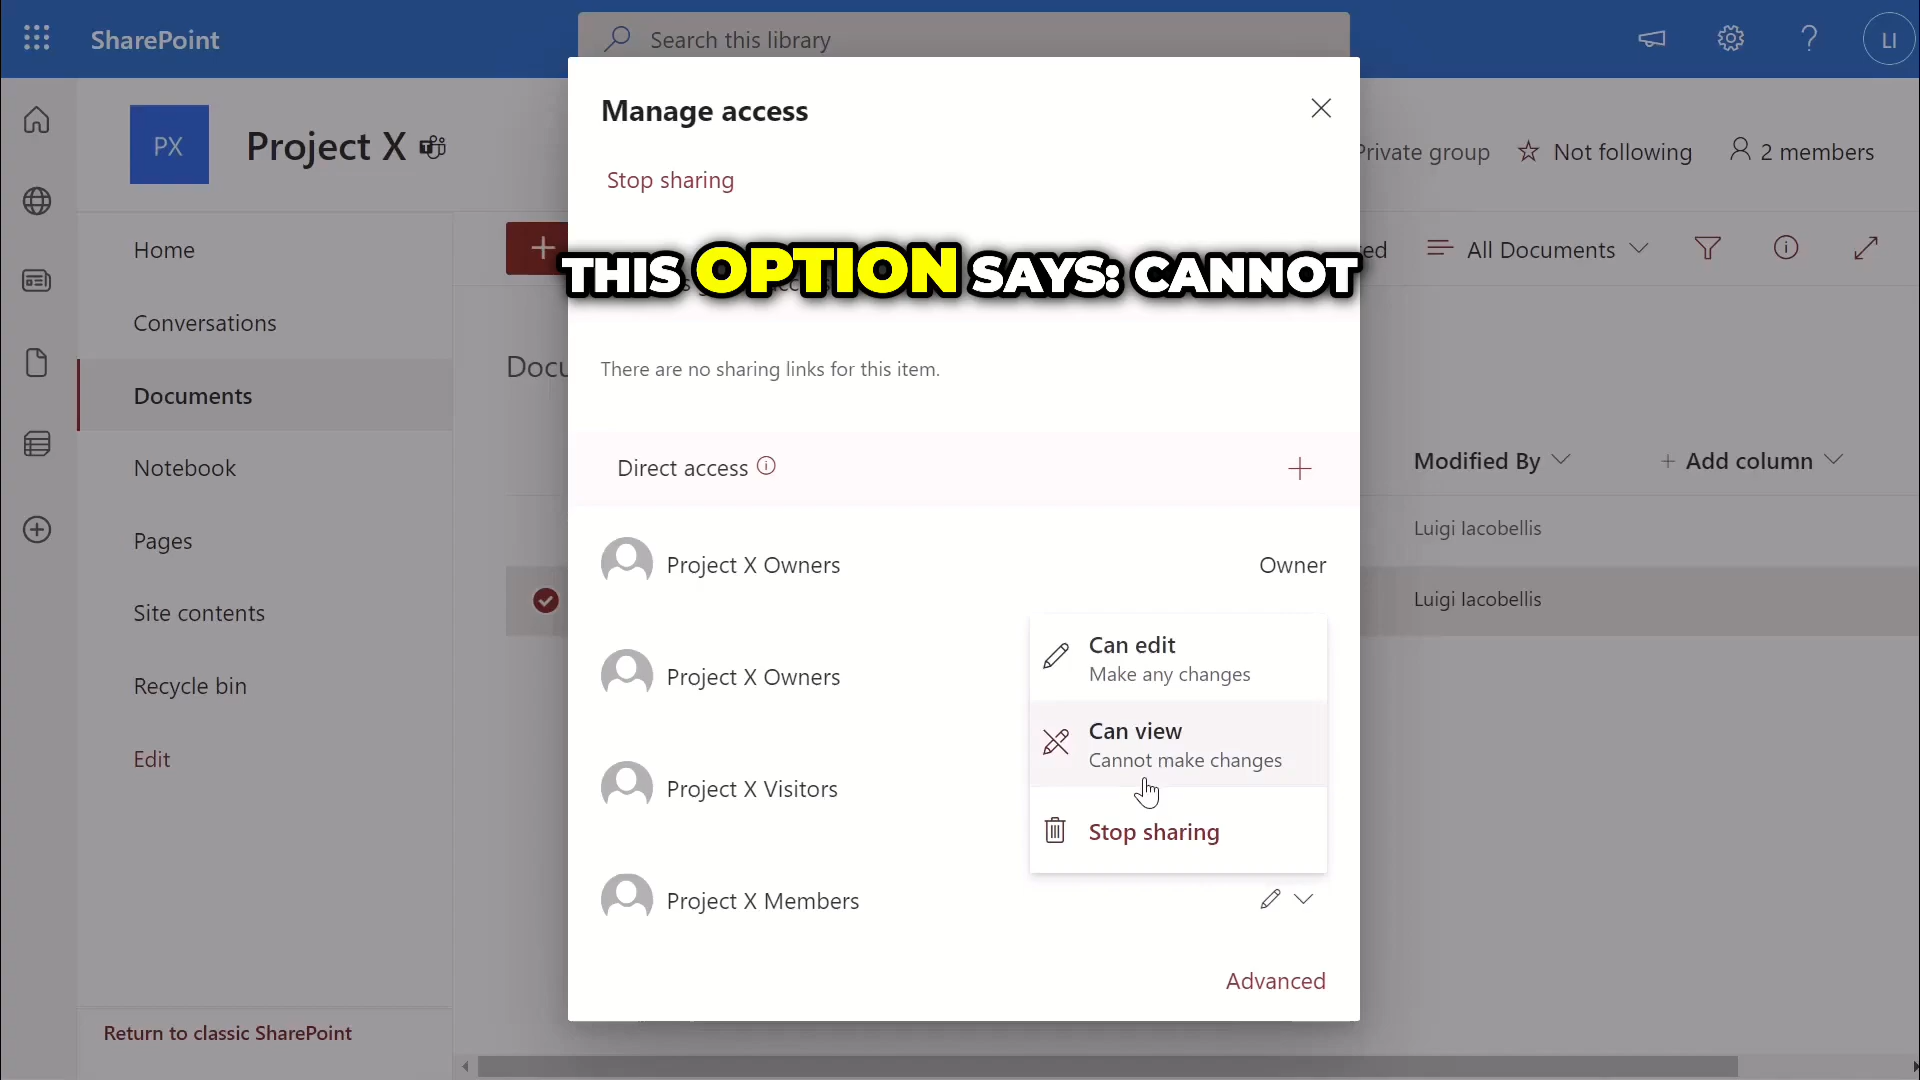 SharePoint
Search this library
LI
PX
Project X
Private group
Not following
2 members
Home
Conversations
Documents
Notebook
Pages
Site contents
Recycle bin
Edit
Return to classic SharePoint
All Documents
Modified By
Add column
Luigi Iacobellis
Luigi Iacobellis
Manage access
Stop sharing
THIS OPTION SAYS: CANNOT
There are no sharing links for this item.
Direct access
Project X Owners
Owner
Project X Owners
Project X Visitors
Project X Members
Can edit
Make any changes
Can view
Cannot make changes
Stop sharing
Advanced